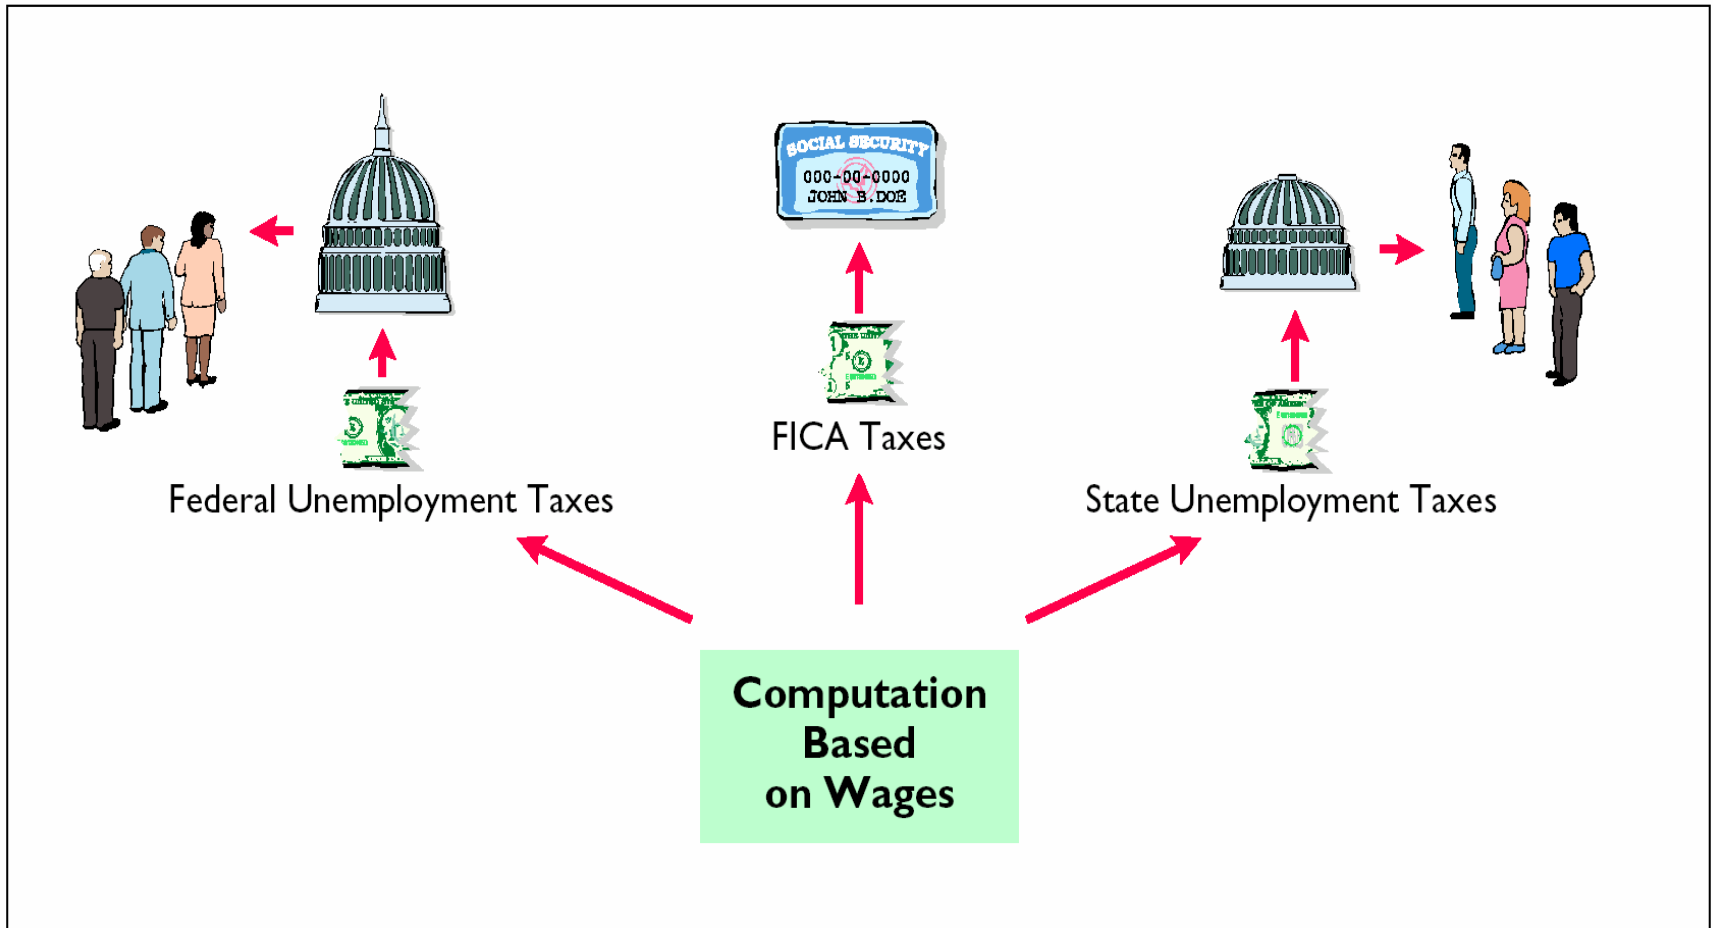 SOCIAL SECURITY
000-00-0000
JOHN B. DOE
FICA Taxes
Federal Unemployment Taxes
State Unemployment Taxes
Computation
Based
on Wages